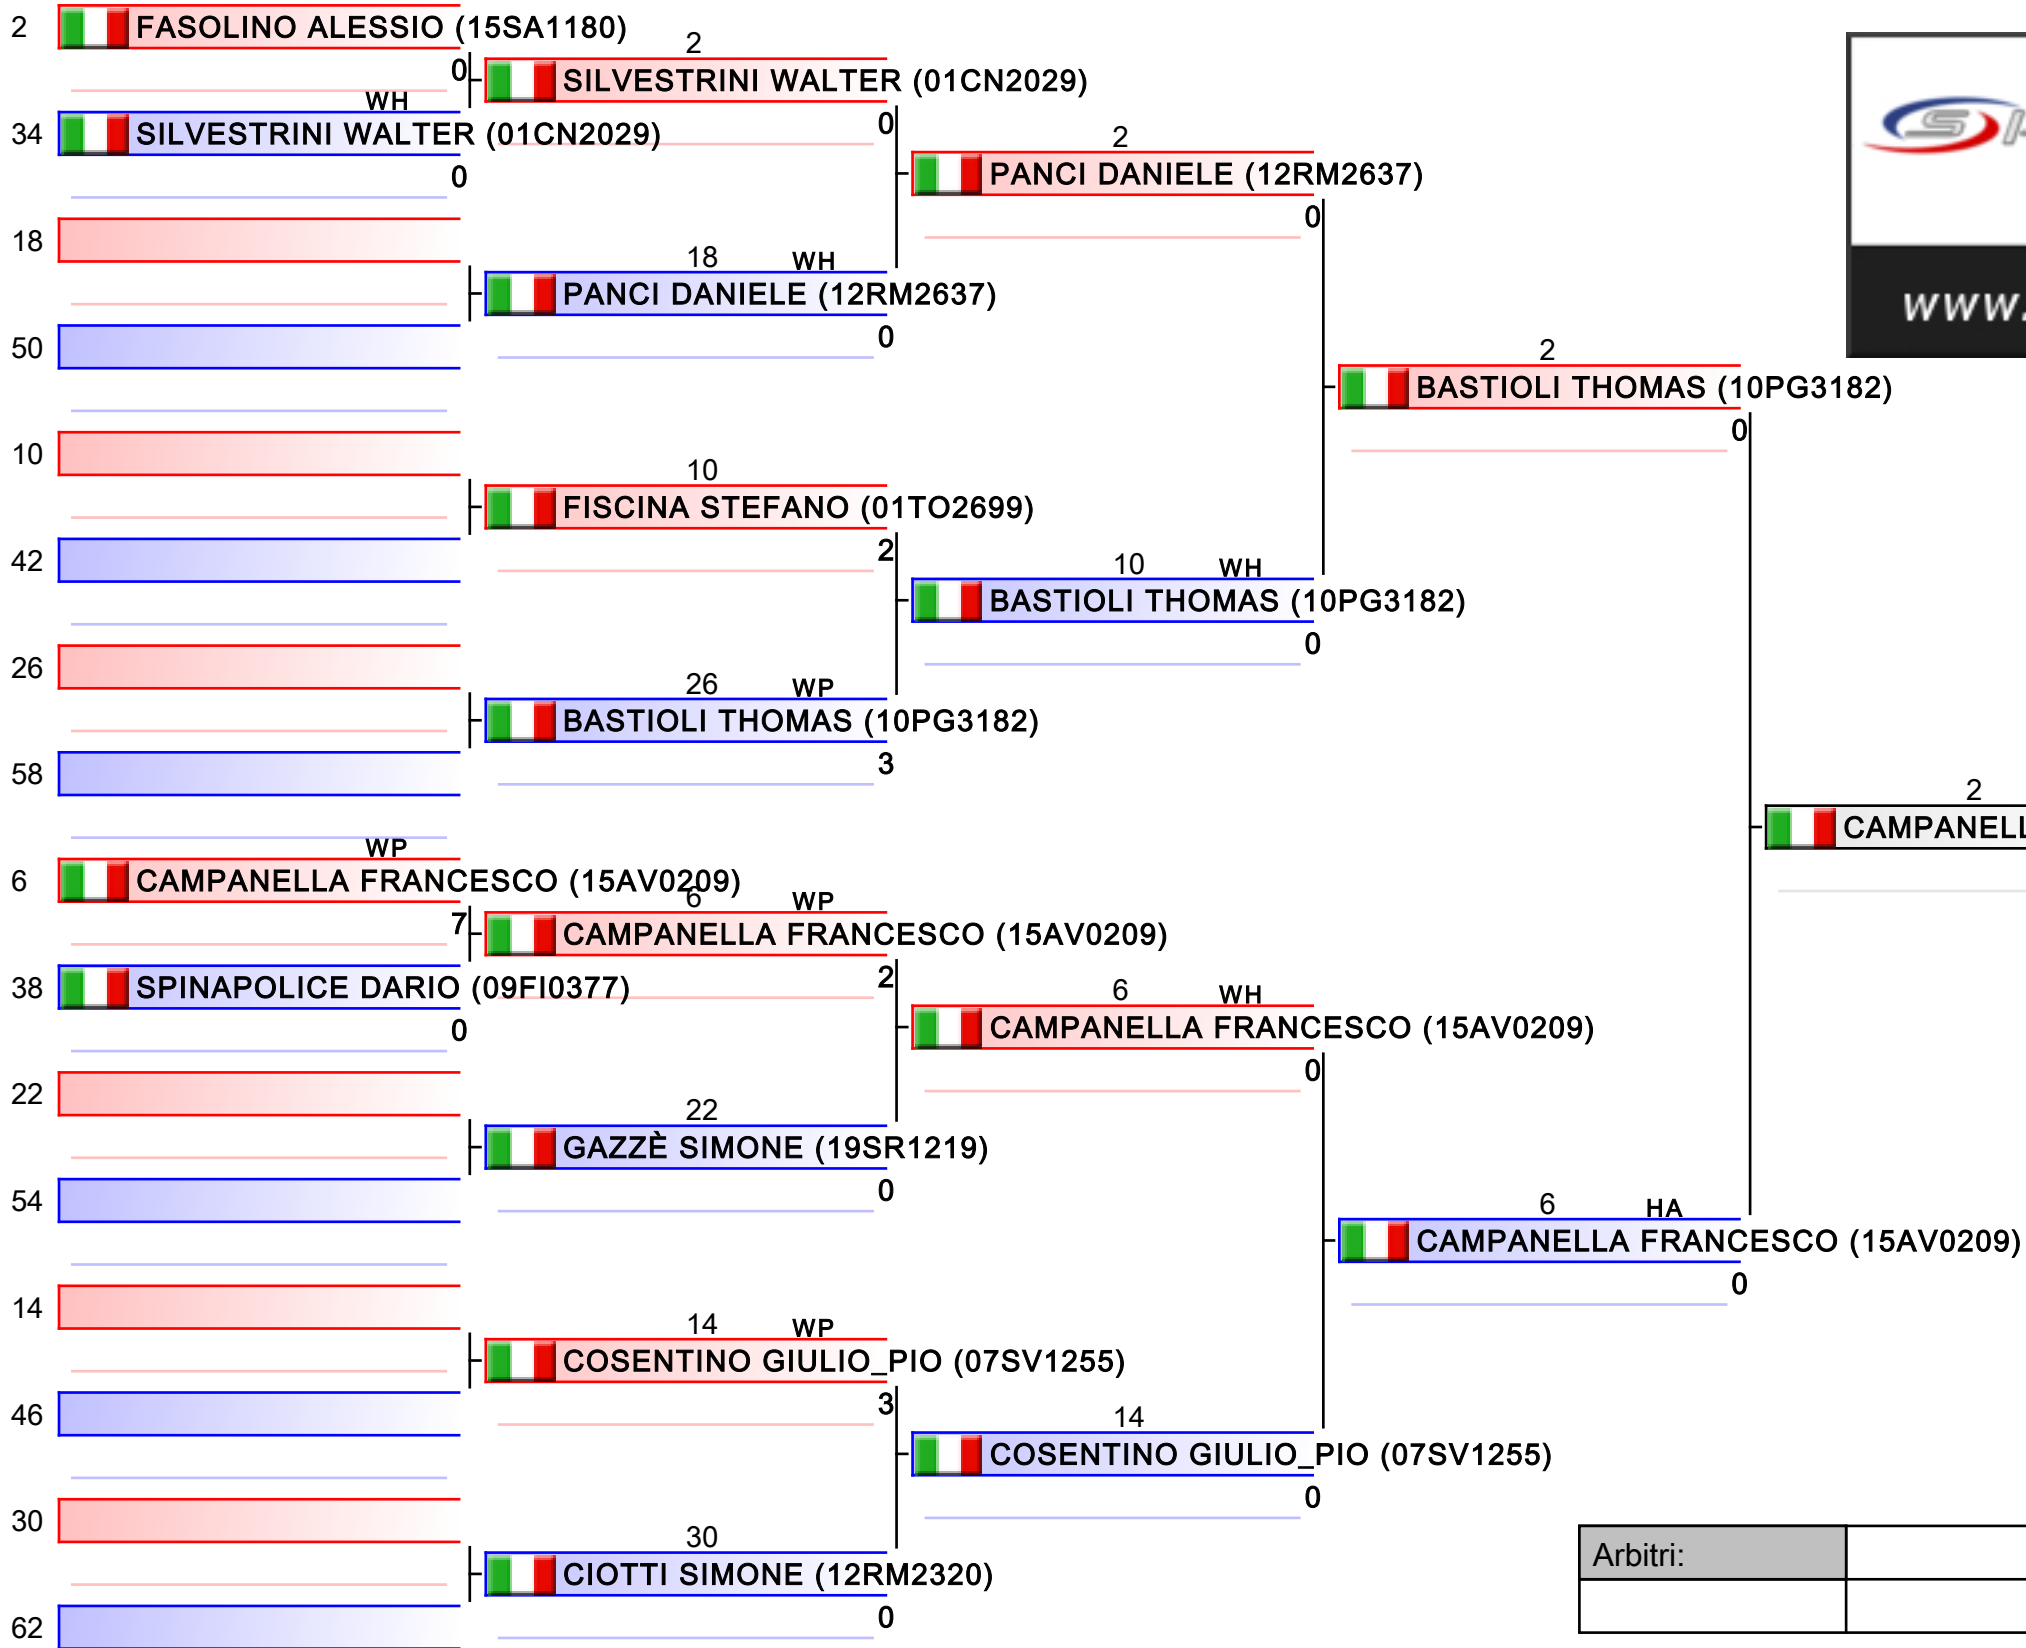 2 FASOLINO ALESSIO (15SA1180)
0
WH
34 SILVESTRINI WALTER (01CN2029)
0
18
50
10
42
26
58
WP
6 CAMPANELLA FRANCESCO (15AV0209)
7
38 SPINAPOLICE DARIO (09FI0377)
0
22
54
14
46
30
62
2
SILVESTRINI WALTER (01CN2029)
0
18 WH
PANCI DANIELE (12RM2637)
0
10
FISCINA STEFANO (01TO2699)
2
26 WP
BASTIOLI THOMAS (10PG3182)
3
6 WP
CAMPANELLA FRANCESCO (15AV0209)
2
22
GAZZÈ SIMONE (19SR1219)
0
14 WP
COSENTINO GIULIO_PIO (07SV1255)
3
30
CIOTTI SIMONE (12RM2320)
0
2
PANCI DANIELE (12RM2637)
0
10 WH
BASTIOLI THOMAS (10PG3182)
0
6 WH
CAMPANELLA FRANCESCO (15AV0209)
0
14
COSENTINO GIULIO_PIO (07SV1255)
0
2
BASTIOLI THOMAS (10PG3182)
0
6 HA
CAMPANELLA FRANCESCO (15AV0209)
0
2
CAMPANELL
www.
Arbitri: